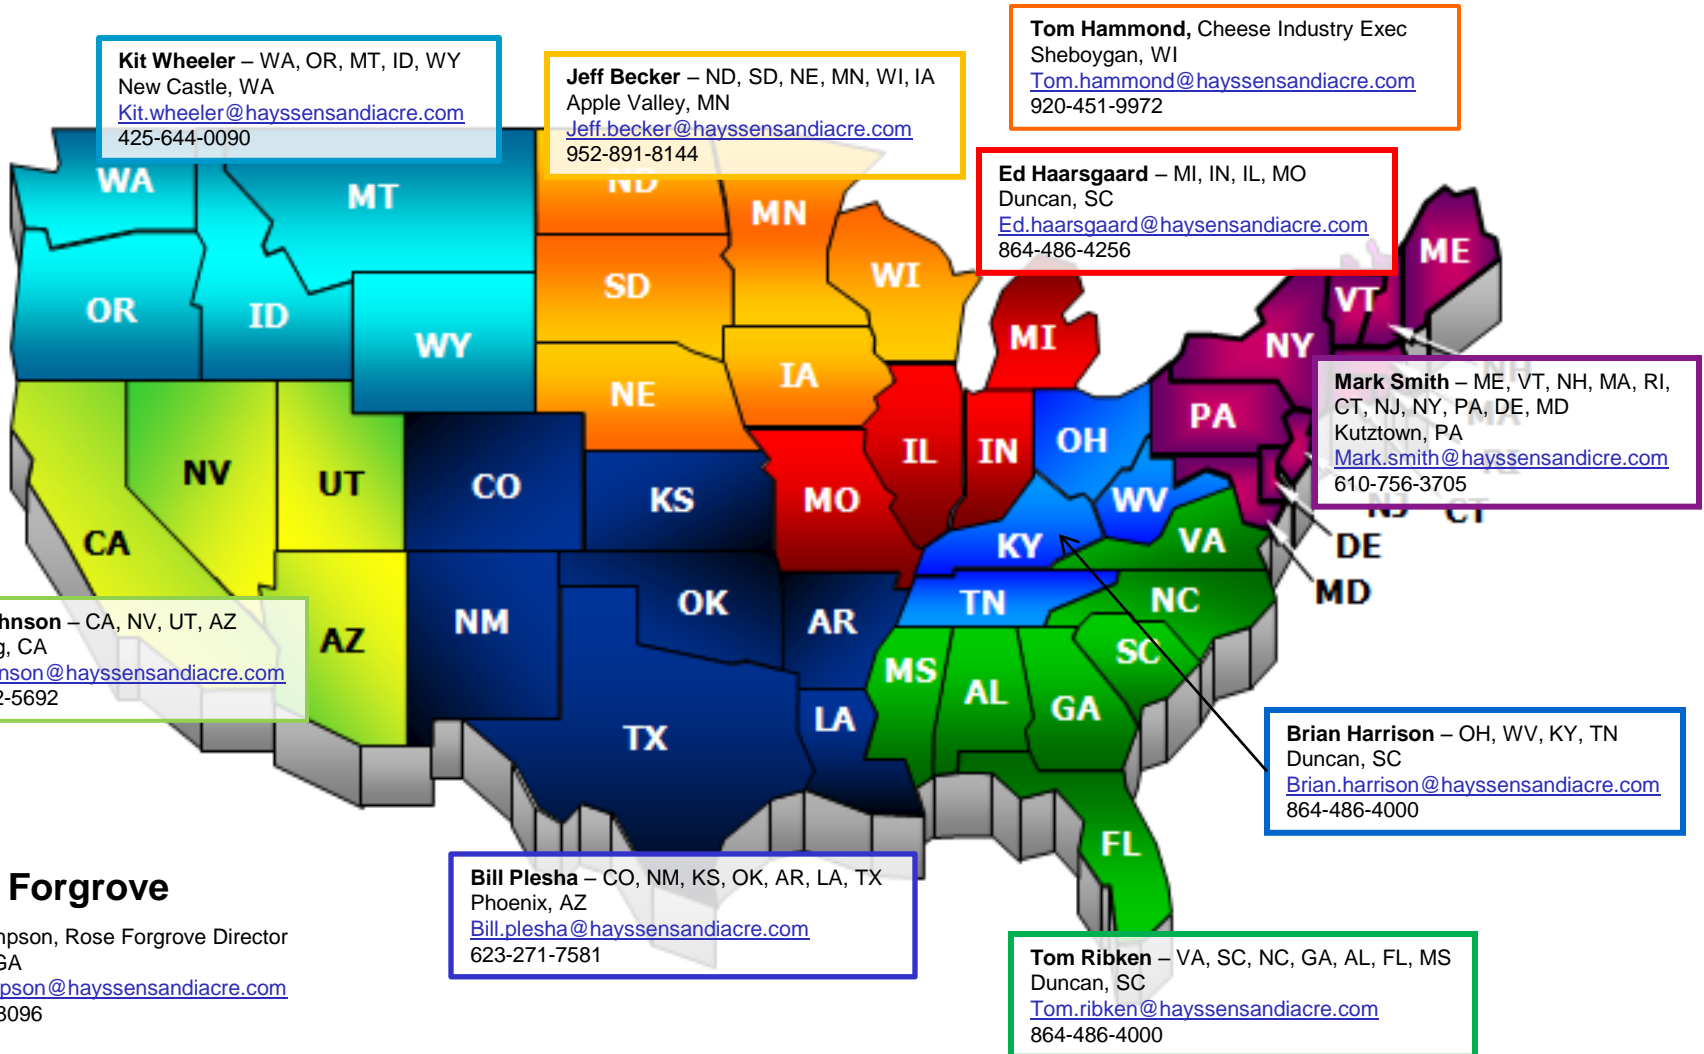 Kit Wheeler – WA, OR, MT, ID, WY
New Castle, WA
Kit.wheeler@hayssensandiacre.com
425-644-0090
Jeff Becker – ND, SD, NE, MN, WI, IA
Apple Valley, MN
Jeff.becker@hayssensandiacre.com
952-891-8144
Tom Hammond, Cheese Industry Exec
Sheboygan, WI
Tom.hammond@hayssensandiacre.com
920-451-9972
Ed Haarsgaard – MI, IN, IL, MO
Duncan, SC
Ed.haarsgaard@haysensandiacre.com
864-486-4256
Mark Smith – ME, VT, NH, MA, RI,
CT, NJ, NY, PA, DE, MD
Kutztown, PA
Mark.smith@hayssensandicre.com
610-756-3705
WA
MT
ND
MN
OR
ID
WY
SD
WI
MI
VT
ME
NY
NH
MA
RI
NJ
CT
DE
MD
NE
IA
IL
IN
OH
PA
WV
VA
NV
UT
CO
KS
MO
KY
CA
AZ
NM
OK
AR
TN
NC
SC
MS
AL
GA
TX
LA
FL
hnson – CA, NV, UT, AZ
g, CA
nson@hayssensandiacre.com
2-5692
Brian Harrison – OH, WV, KY, TN
Duncan, SC
Brian.harrison@hayssensandiacre.com
864-486-4000
Bill Plesha – CO, NM, KS, OK, AR, LA, TX
Phoenix, AZ
Bill.plesha@hayssensandiacre.com
623-271-7581
Tom Ribken – VA, SC, NC, GA, AL, FL, MS
Duncan, SC
Tom.ribken@hayssensandiacre.com
864-486-4000
Forgrove
mpson, Rose Forgrove Director
GA
pson@hayssensandiacre.com
3096